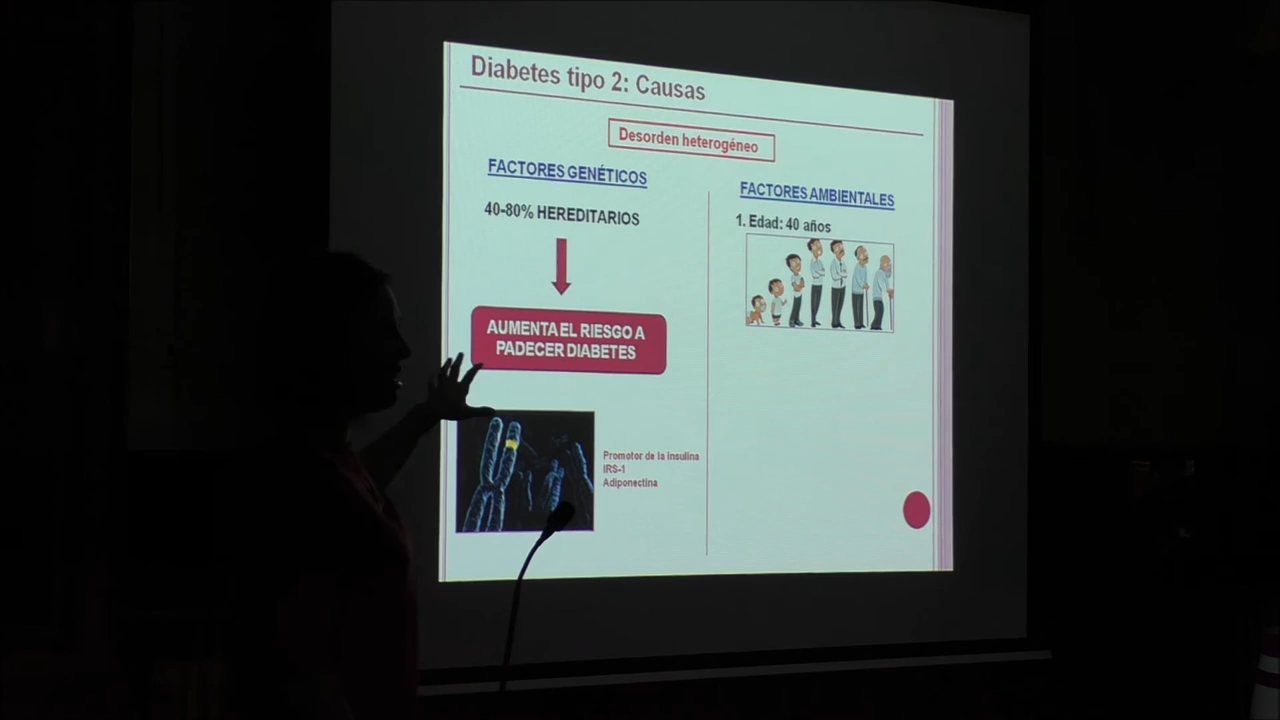 Diabetes tipo 2: Causas
Desorden heterogéneo
FACTORES GENÉTICOS
40-80% HEREDITARIOS
AUMENTA EL RIESGO A
PADECER DIABETES
Promotor de la insulina
IRS-1
Adiponectina
FACTORES AMBIENTALES
1. Edad: 40 años